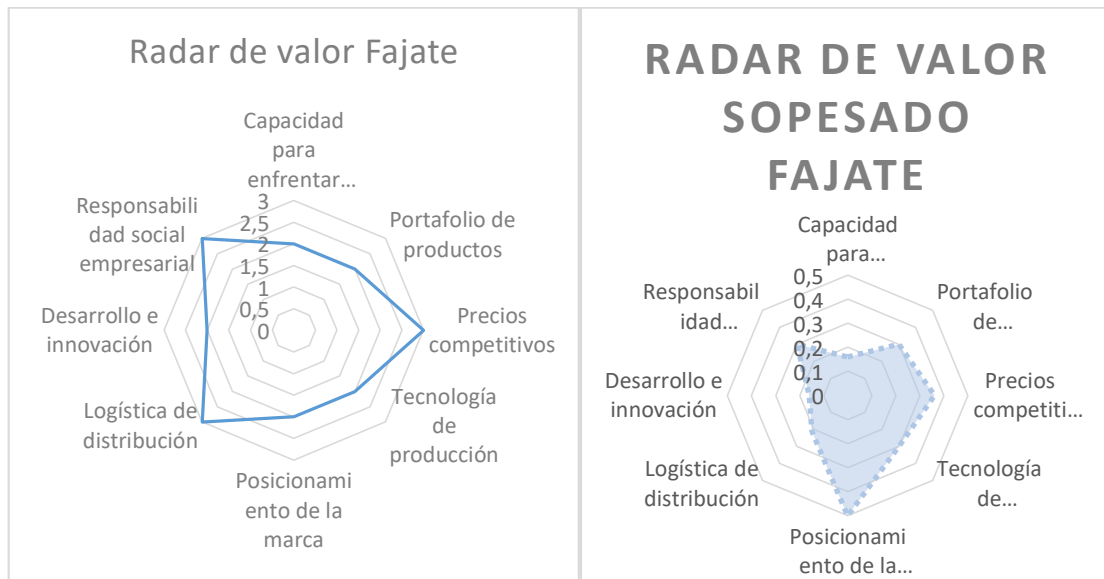 Radar de valor Fajate
Capacidad
para
enfrentar...
Portafolio de
productos
Precios
competitivos
Tecnología
de
producción
Posicionami
ento de la
marca
Logística de
distribución
Desarrollo e
innovación
Responsabili
dad social
empresarial
3
2,5
2
1,5
1
0,5
0
RADAR DE VALOR
SOPESADO
FAJATE
Capacidad
para...
Portafolio
de...
Precios
competiti...
Tecnología
de...
Posicionami
ento de la...
Logística de
distribución
Desarrollo e
innovación
Responsabil
idad...
0,5
0,4
0,3
0,2
0,1
0